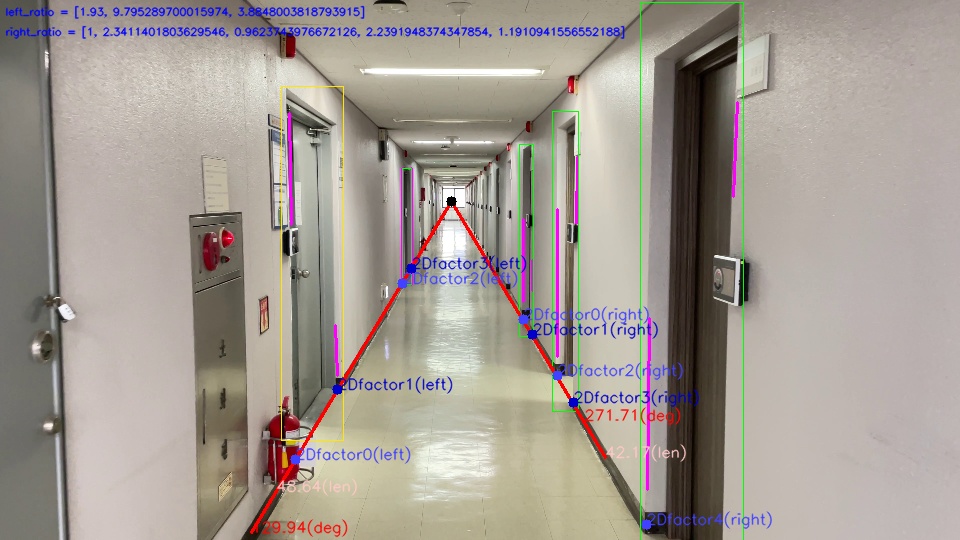 left_ratio = [1.93, 9.795289700015974, 3.8848003818793915]
right_ratio = [1, 2.3411401803629546, 0.9623743976672126, 2.2391948374347854, 1.1910941556552188]
2Dfactor3(left)
2Dfactor2(left)
2Dfactor0(right)
2Dfactor1(right)
2Dfactor2(right)
2Dfactor1(left)
2Dfactor3(right)
271.71(deg)
42.17(len)
2Dfactor0(left)
48.64(len)
2Dfactor4(right)
29.94(deg)